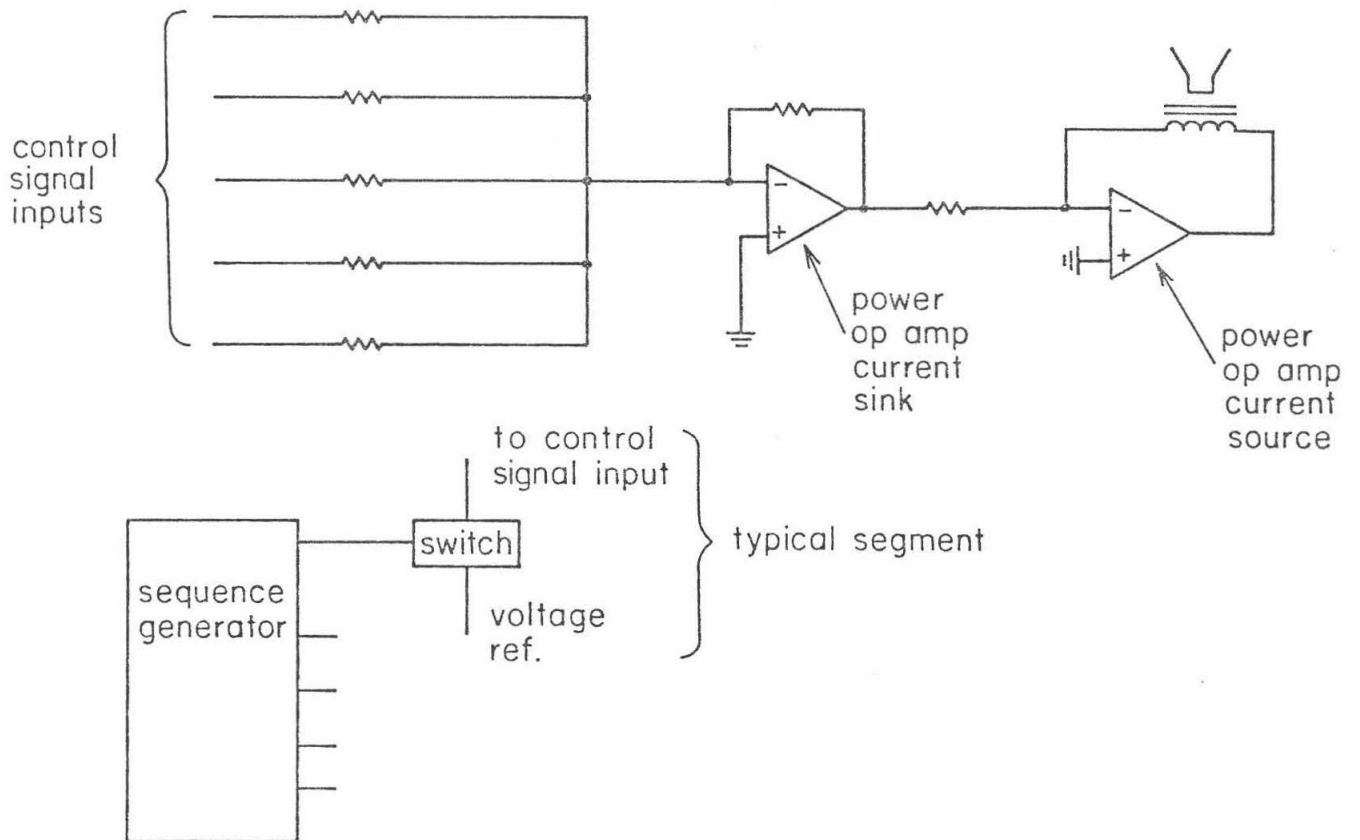 control
signal
inputs
−
+
power
op amp
current
sink
−
+
power
op amp
current
source
to control
signal input
switch
voltage
ref.
typical segment
sequence
generator